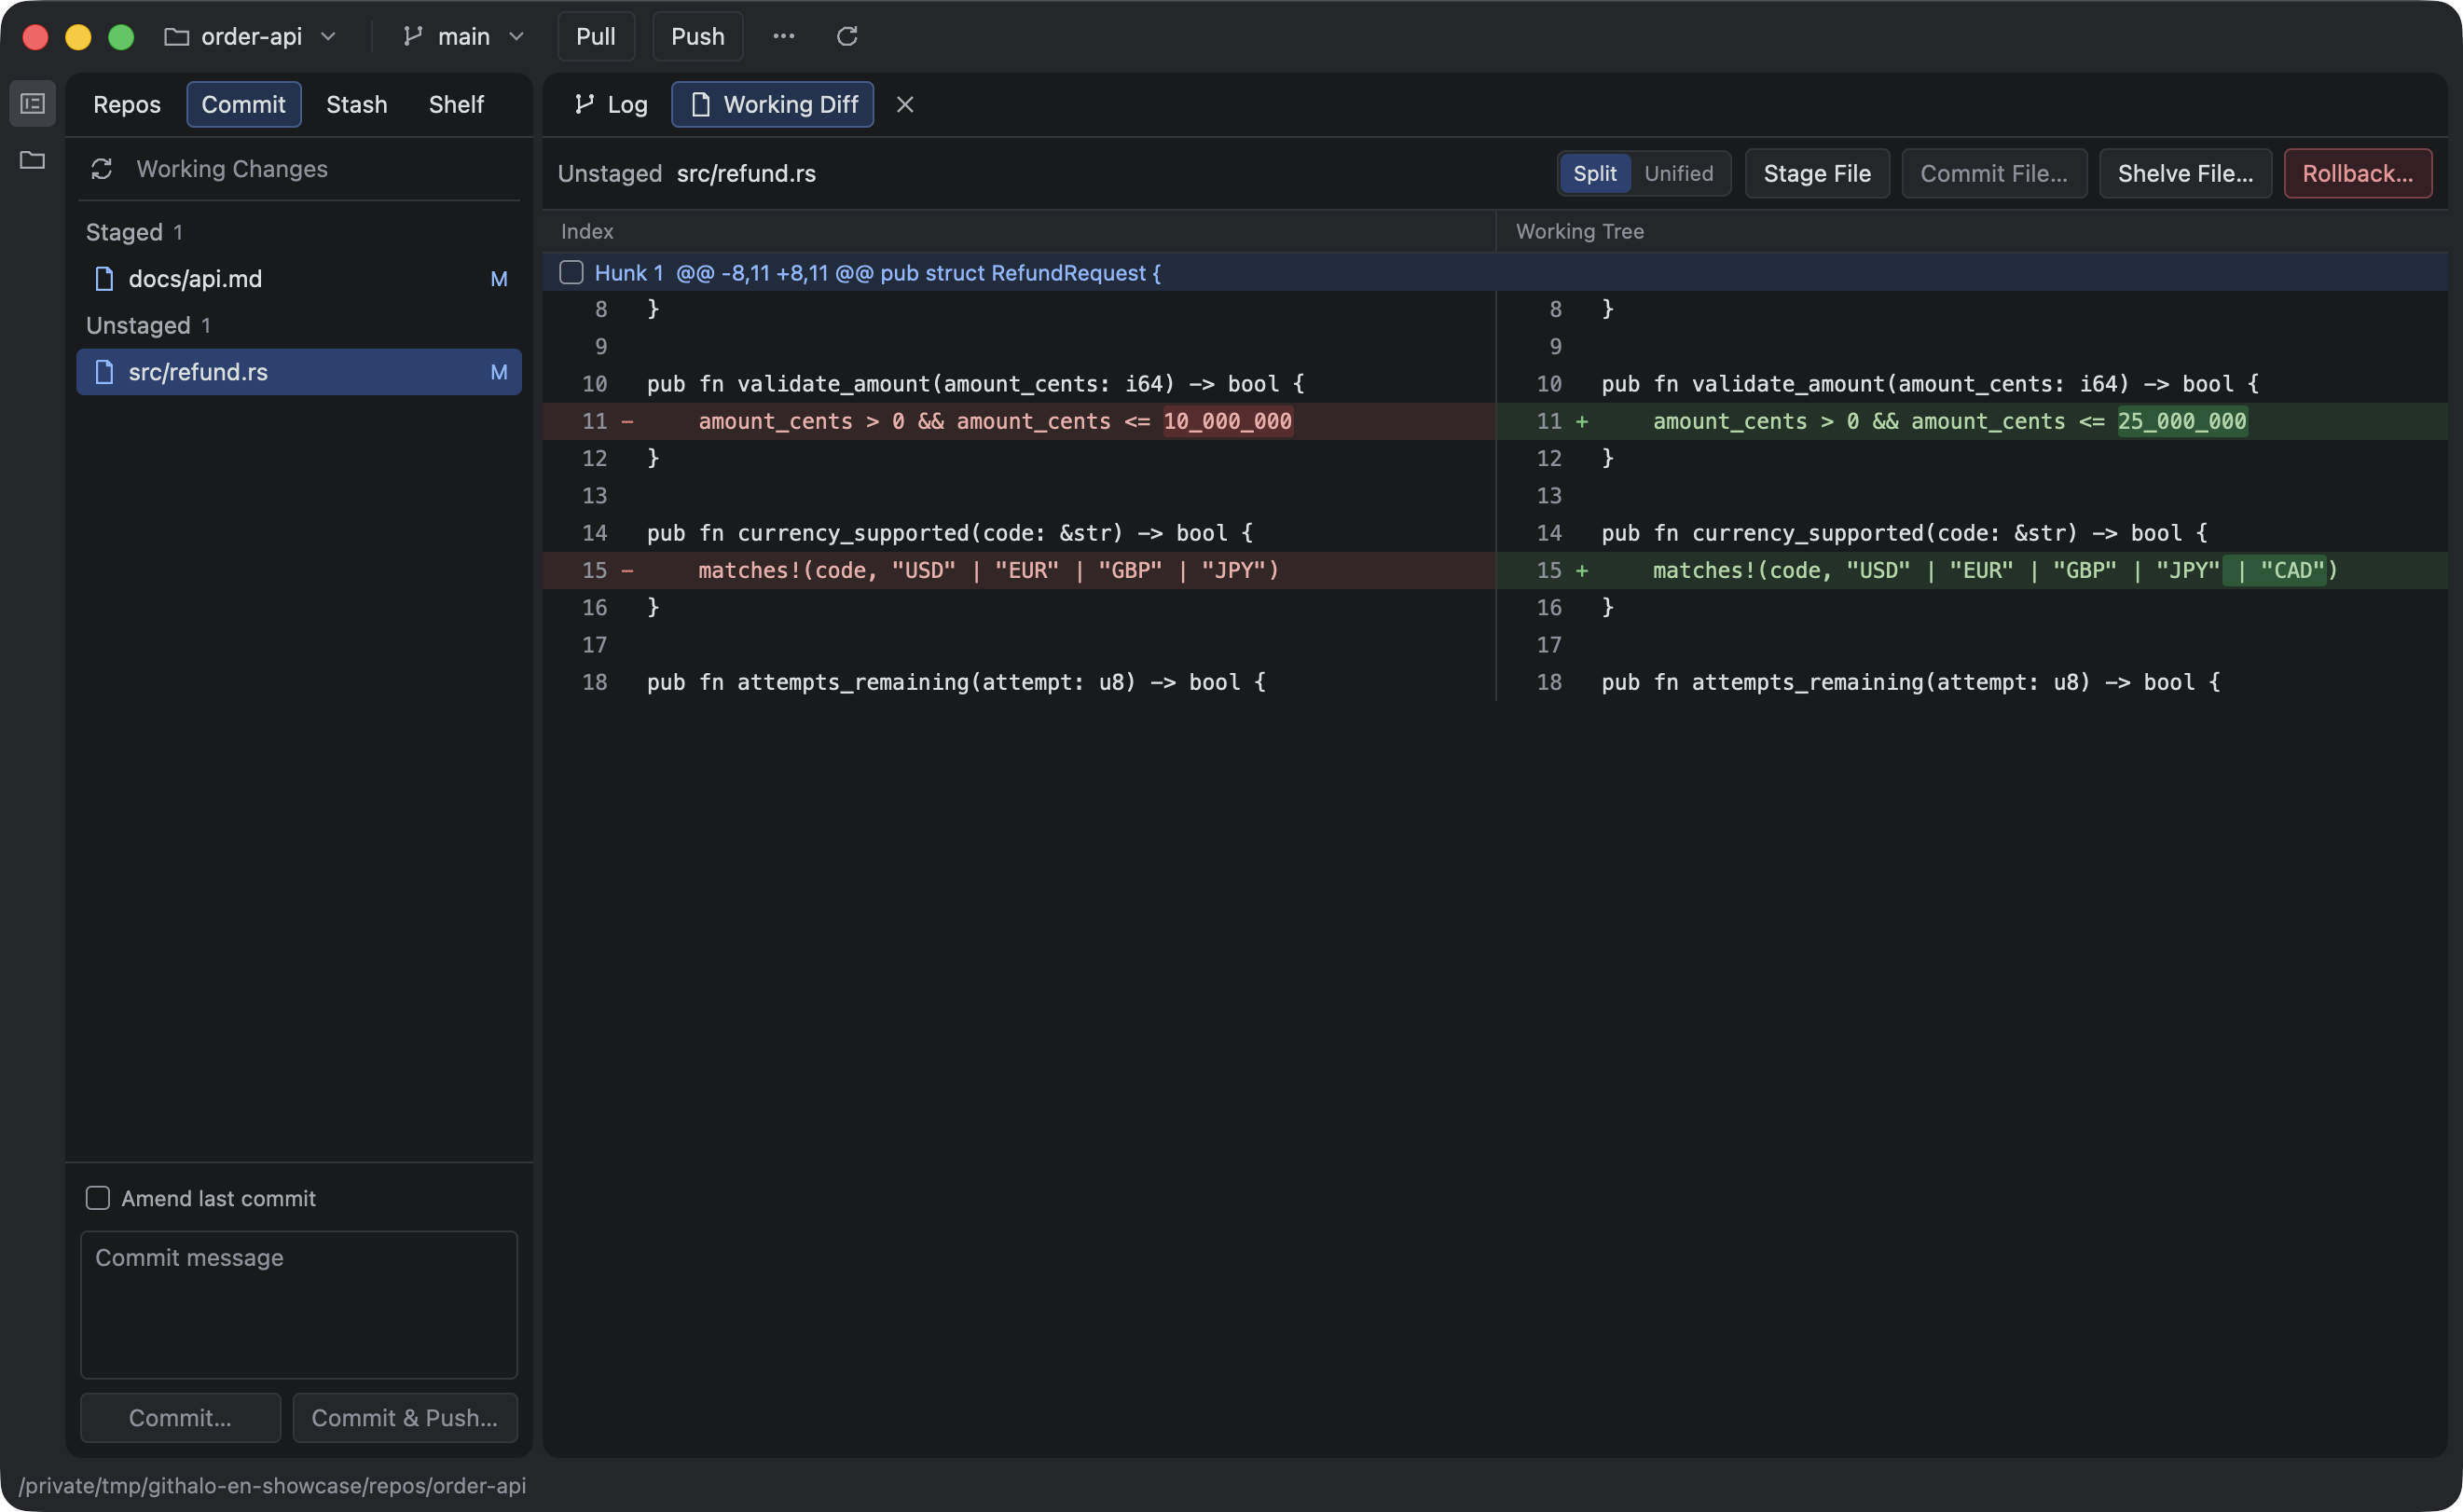 order-api
main
Pull
Push
Repos
Commit
Stash
Shelf
Log
Working Diff
Working Changes
Staged 1
docs/api.md M
Unstaged 1
src/refund.rs M
Unstaged src/refund.rs
Split
Unified
Stage File
Commit File...
Shelve File...
Rollback...
Index
Working Tree
Hunk 1 @@ -8,11 +8,11 @@ pub struct RefundRequest {
8 }
9
10 pub fn validate_amount(amount_cents: i64) -> bool {
11 - amount_cents > 0 && amount_cents <= 10_000_000
12 }
13
14 pub fn currency_supported(code: &str) -> bool {
15 - matches!(code, "USD" | "EUR" | "GBP" | "JPY")
16 }
17
18 pub fn attempts_remaining(attempt: u8) -> bool {
8 }
9
10 pub fn validate_amount(amount_cents: i64) -> bool {
11 + amount_cents > 0 && amount_cents <= 25_000_000
12 }
13
14 pub fn currency_supported(code: &str) -> bool {
15 + matches!(code, "USD" | "EUR" | "GBP" | "JPY" | "CAD")
16 }
17
18 pub fn attempts_remaining(attempt: u8) -> bool {
Amend last commit
Commit message
Commit...
Commit & Push...
/private/tmp/githalo-en-showcase/repos/order-api